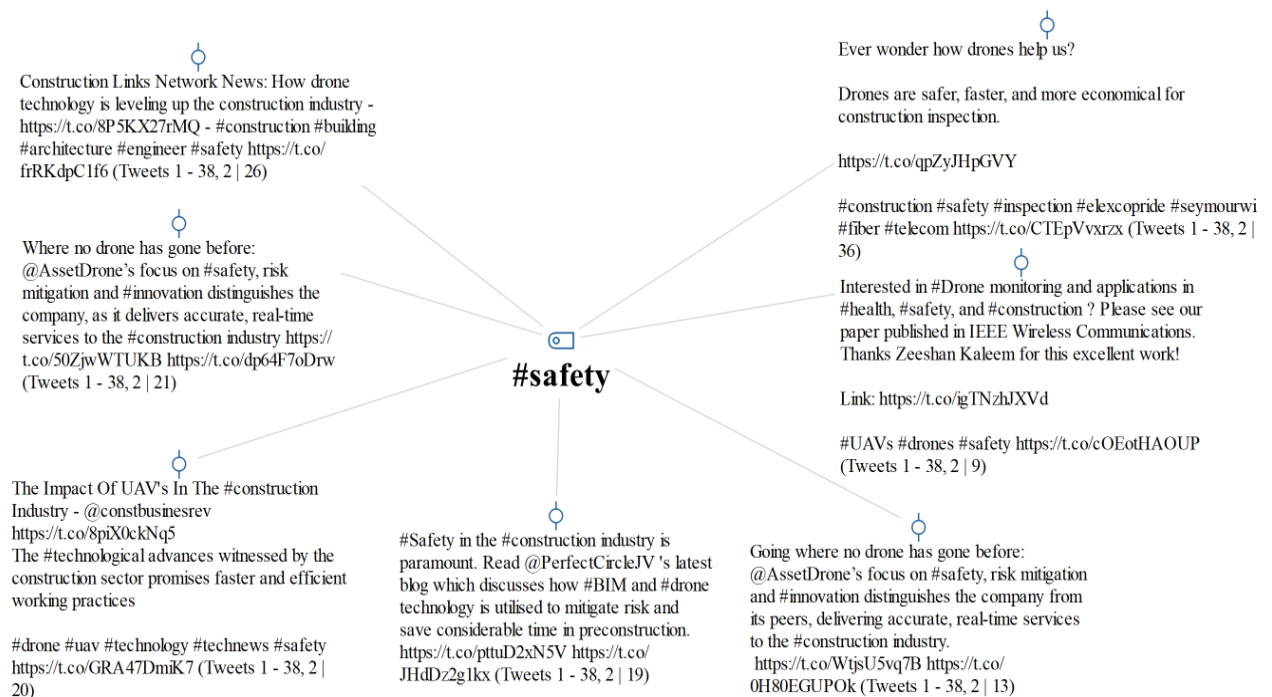 Construction Links Network News: How drone
technology is leveling up the construction industry -
https://t.co/8P5KX27rMQ - #construction #building
#architecture #engineer #safety https://t.co/
frRKdpC1f6 (Tweets 1 - 38, 2 | 26)
Where no drone has gone before:
@AssetDrone's focus on #safety, risk
mitigation and #innovation distinguishes the
company, as it delivers accurate, real-time
services to the #construction industry https://
t.co/50ZjwWTUKB https://t.co/dp64F7oDrw
(Tweets 1 - 38, 2 | 21)
The Impact Of UAV's In The #construction
Industry - @constbusinesrev
https://t.co/8piX0ckNq5
The #technological advances witnessed by the
construction sector promises faster and efficient
working practices
#drone #uav #technology #technews #safety
https://t.co/GRA47DmiK7 (Tweets 1 - 38, 2 |
20)
#safety
#Safety in the #construction industry is
paramount. Read @PerfectCircleJV 's latest
blog which discusses how #BIM and #drone
technology is utilised to mitigate risk and
save considerable time in preconstruction.
https://t.co/pttuD2xN5V https://t.co/
JHdDz2g1kx (Tweets 1 - 38, 2 | 19)
Ever wonder how drones help us?
Drones are safer, faster, and more economical for
construction inspection.
https://t.co/qpZyJHpGVY
#construction #safety #inspection #elexcopride #seymourwi
#fiber #telecom https://t.co/CTEpVvxrzx (Tweets 1 - 38, 2 |
36)
Interested in #Drone monitoring and applications in
#health, #safety, and #construction ? Please see our
paper published in IEEE Wireless Communications.
Thanks Zeeshan Kaleem for this excellent work!
Link: https://t.co/igTNzhJXVd
#UAVs #drones #safety https://t.co/cOEotHAOUP
(Tweets 1 - 38, 2 | 9)
Going where no drone has gone before:
@AssetDrone's focus on #safety, risk mitigation
and #innovation distinguishes the company from
its peers, delivering accurate, real-time services
to the #construction industry.
https://t.co/WtjsU5vq7B https://t.co/
0H80EGUPOk (Tweets 1 - 38, 2 | 13)